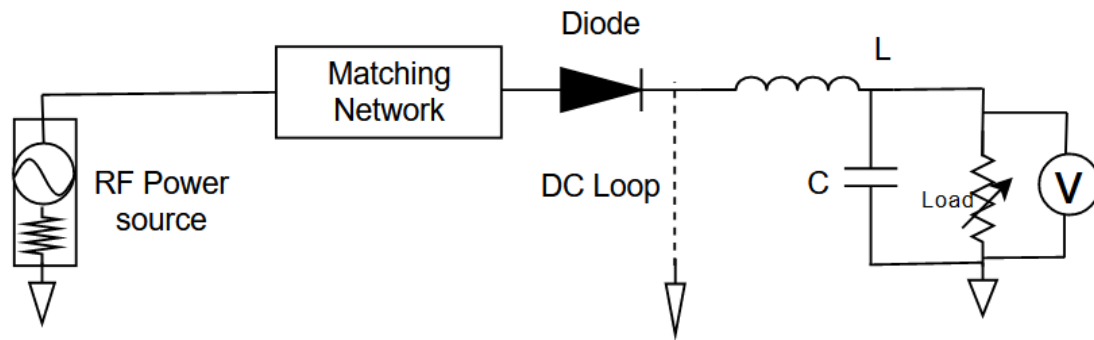 Diode
L
Matching
Network
RF Power
source
DC Loop
C
Load
V